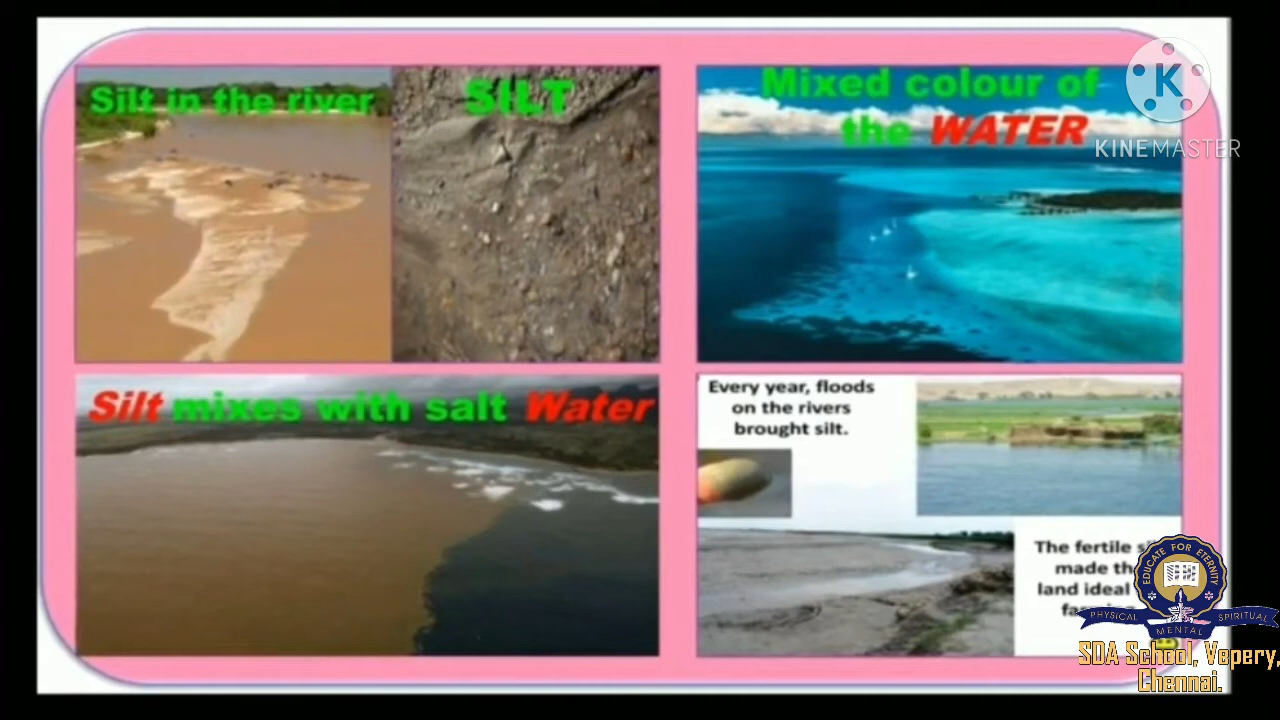 Silt in the river
SILT
Mixed colour of
the WATER
K
KINEMASTER
Silt mixes with salt Water
Every year, floods
on the rivers
brought silt.
The fertile
made
land ideal
EDUCATE FOR ETERNITY
PHYSICAL MENTAL SPIRITUAL
SDA School, Vepery,
Chennai.